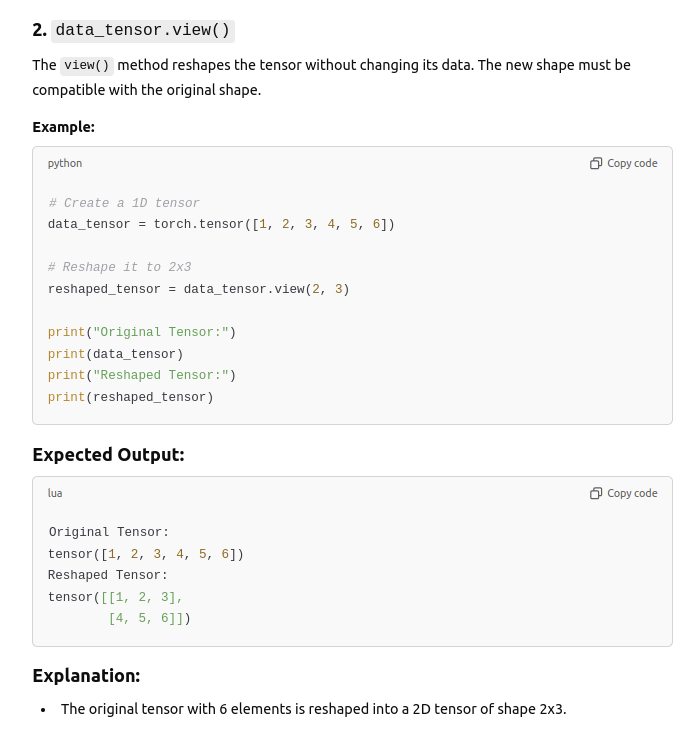 2. data_tensor.view()
The view() method reshapes the tensor without changing its data. The new shape must be
compatible with the original shape.
Example:
python Copy code
# Create a 1D tensor
data_tensor = torch.tensor([1, 2, 3, 4, 5, 6])
# Reshape it to 2x3
reshaped_tensor = data_tensor.view(2, 3)
print("Original Tensor:")
print(data_tensor)
print("Reshaped Tensor:")
print(reshaped_tensor)
Expected Output:
lua Copy code
Original Tensor:
tensor([1, 2, 3, 4, 5, 6])
Reshaped Tensor:
tensor([[1, 2, 3],
        [4, 5, 6]])
Explanation:
• The original tensor with 6 elements is reshaped into a 2D tensor of shape 2x3.